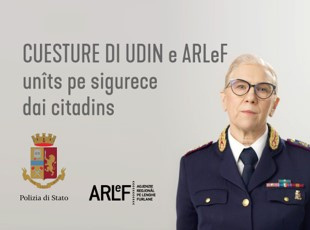 CUESTURE DI UDIN e ARLeF
unîts pe sigurece
dai citadins
Polizia di Stato
ARLeF
AGJENZIE
REGJONÂL
PE LENGHE
FURLANE